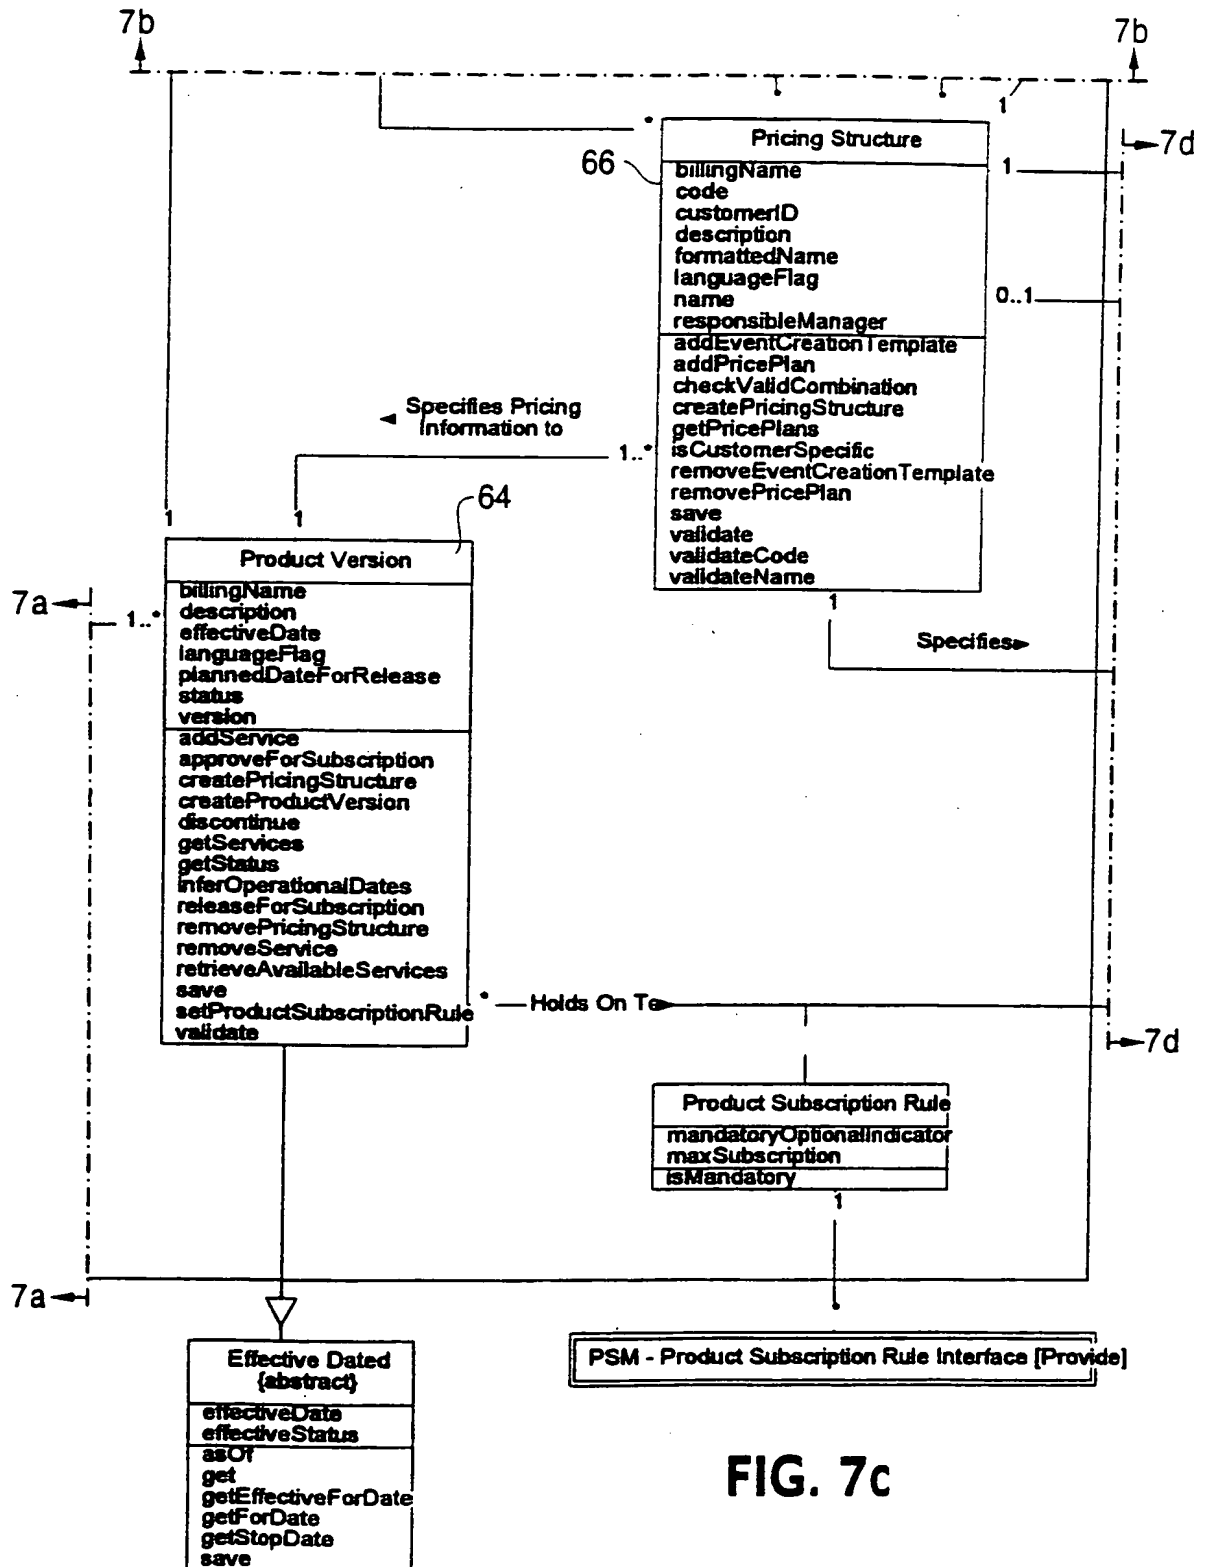 7b
7b
1
Pricing Structure
7d
66
billingName
code
customerID
description
formattedName
languageFlag
name
responsibleManager
1
0..1
addEventCreationTemplate
addPricePlan
checkValidCombination
createPricingStructure
getPricePlans
isCustomerSpecific
removeEventCreationTemplate
removePricePlan
save
validate
validateCode
validateName
Specifies Pricing
Information to
1..*
1
1
64
1
Specifies
Product Version
7a
1..*
billingName
description
effectiveDate
languageFlag
plannedDateForRelease
status
version
addService
approveForSubscription
createPricingStructure
createProductVersion
discontinue
getServices
getStatus
inferOperationalDates
releaseForSubscription
removePricingStructure
removeService
retrieveAvailableServices
save
setProductSubscriptionRule
validate
* Holds On Te
7d
Product Subscription Rule
mandatoryOptionalIndicator
maxSubscription
isMandatory
1
7a
PSM - Product Subscription Rule Interface [Provide]
Effective Dated
{abstract}
effectiveDate
effectiveStatus
asOf
get
getEffectiveForDate
getForDate
getStopDate
save
FIG. 7c